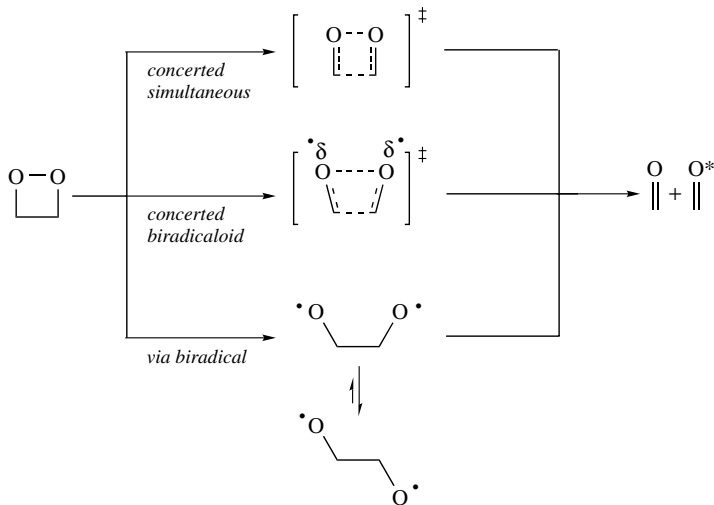 O O ‡
concerted
simultaneous
• δ δ •
O O ‡
O O
concerted
biradicaloid
O O*
+
• O O •
via biradical
• O
O •